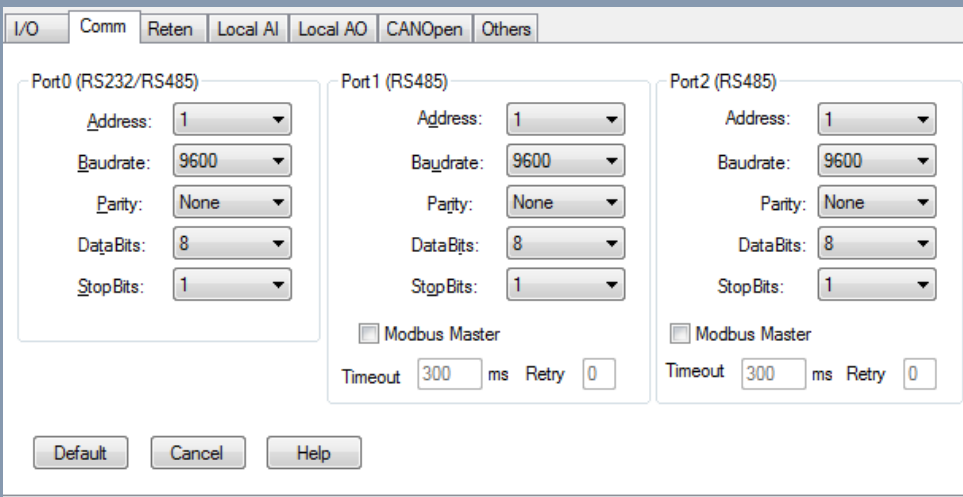 I/O Comm Reten Local AI Local AO CANOpen Others
Port0 (RS232/RS485) Port1 (RS485) Port2 (RS485)
Address: 1 Address: 1 Address: 1
Baudrate: 9600 Baudrate: 9600 Baudrate: 9600
Parity: None Parity: None Parity: None
DataBits: 8 DataBits: 8 DataBits: 8
StopBits: 1 StopBits: 1 StopBits: 1
Modbus Master Modbus Master
Timeout 300 ms Retry 0 Timeout 300 ms Retry 0
Default Cancel Help